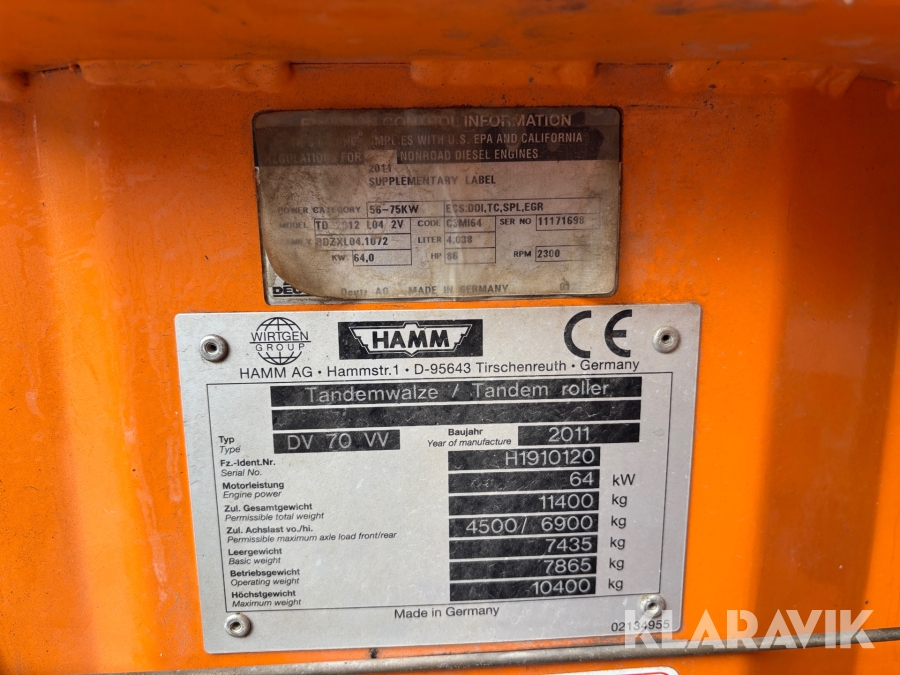 CONTROL INFORMATION
WITH U.S. EPA AND CALIFORNIA
FOR NONROAD DIESEL ENGINES
2011
SUPPLEMENTARY LABEL
POWER CATEGORY 56-75KW ECS:DDI,TC,SPL,EGR
MODEL L04 2V CODE SER NO 11171698
LITER 4.038
KW: 64,0 HP 86 RPM 2300
Deutz AG MADE IN GERMANY
WIRTGEN GROUP
HAMM
CE
HAMM AG • Hammstr.1 • D-95643 Tirschenreuth • Germany
Tandemwalze / Tandem roller
Typ DV 70 VV Baujahr 2011
Type Year of manufacture
Fz.-Ident.Nr. H1910120
Serial No.
Motorleistung 64 kW
Engine power
Zul. Gesamtgewicht 11400 kg
Permissible total weight
Zul. Achslast vo./hi. 4500/ 6900 kg
Permissible maximum axle load front/rear
Leergewicht 7435 kg
Basic weight
Betriebsgewicht 7865 kg
Operating weight
Höchstgewicht 10400 kg
Maximum weight
Made in Germany
02134955
KLARAVIK